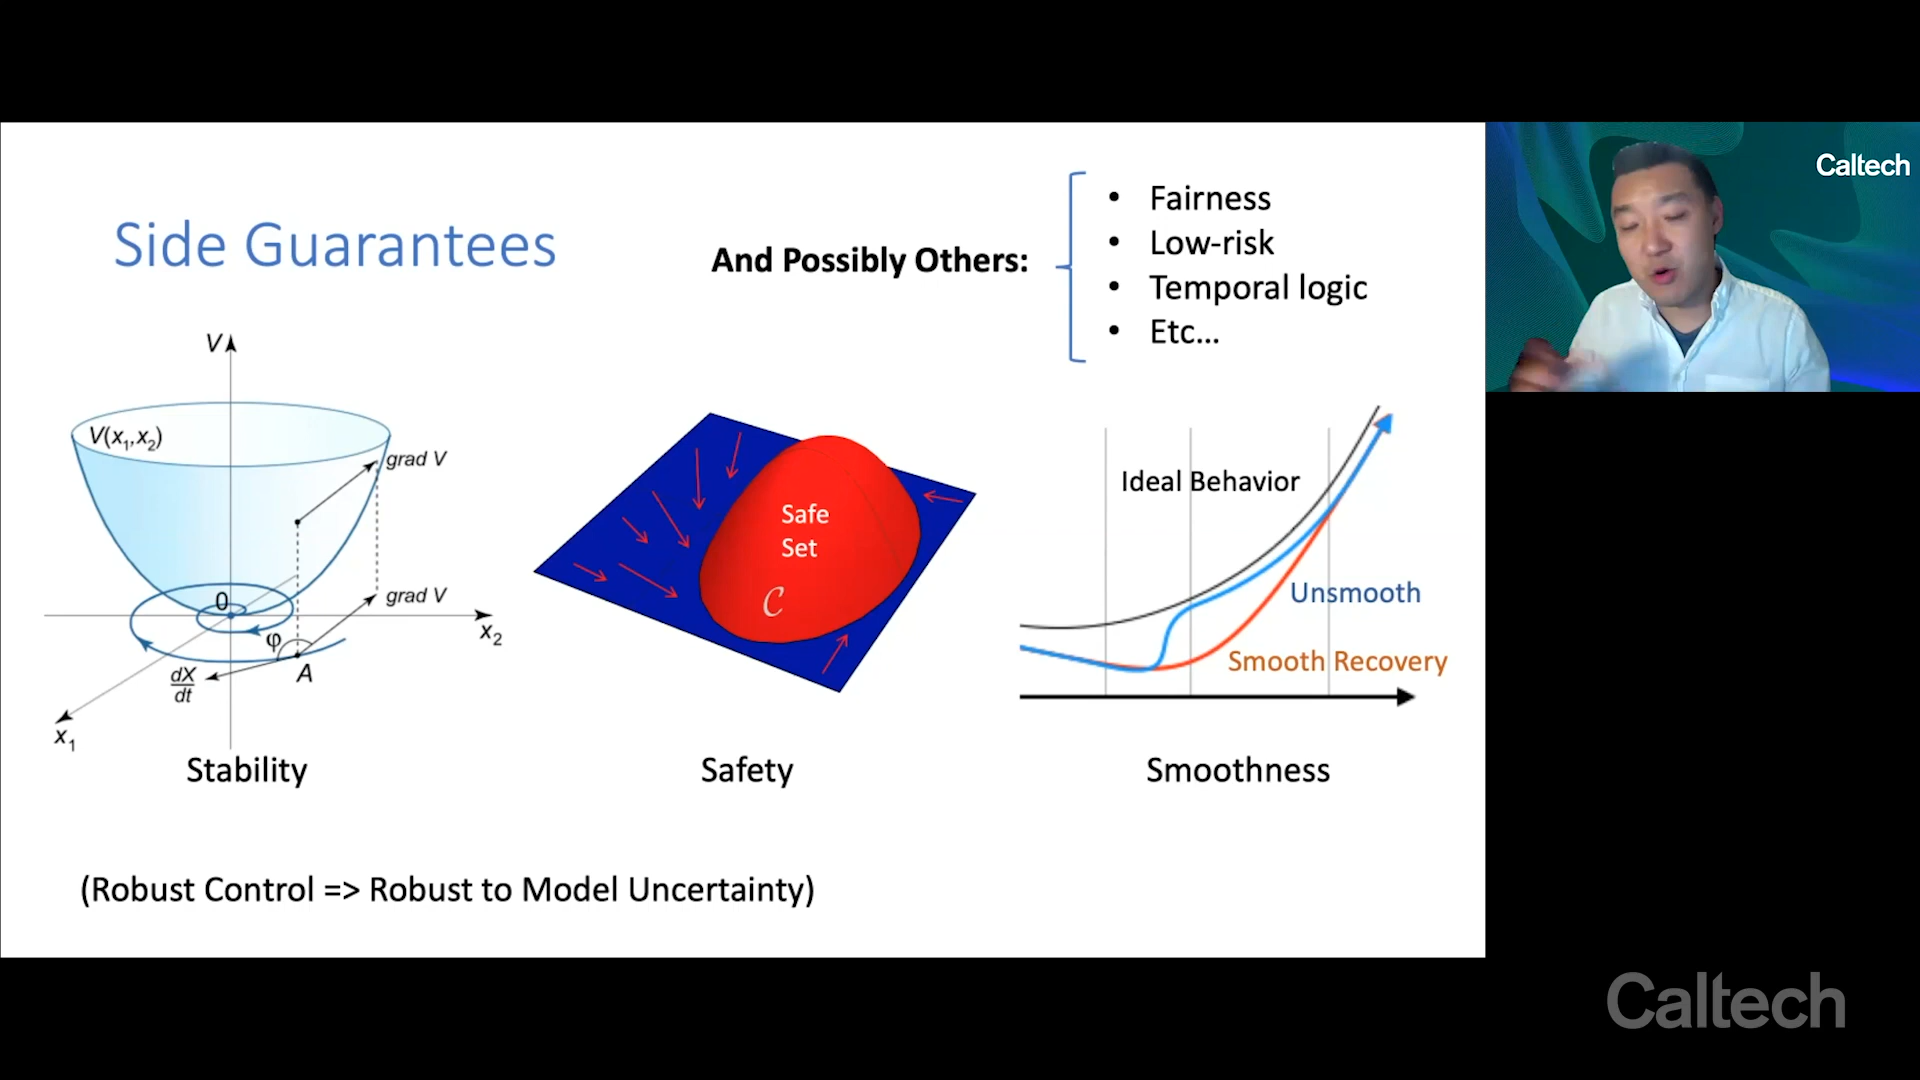 Side Guarantees
And Possibly Others:
• Fairness
• Low-risk
• Temporal logic
• Etc...
V
V(x₁,x₂)
grad V
grad V
0
φ
x₂
A
dX
dt
x₁
Stability
Safe
Set
C
Safety
Ideal Behavior
Unsmooth
Smooth Recovery
Smoothness
(Robust Control => Robust to Model Uncertainty)
Caltech
Caltech